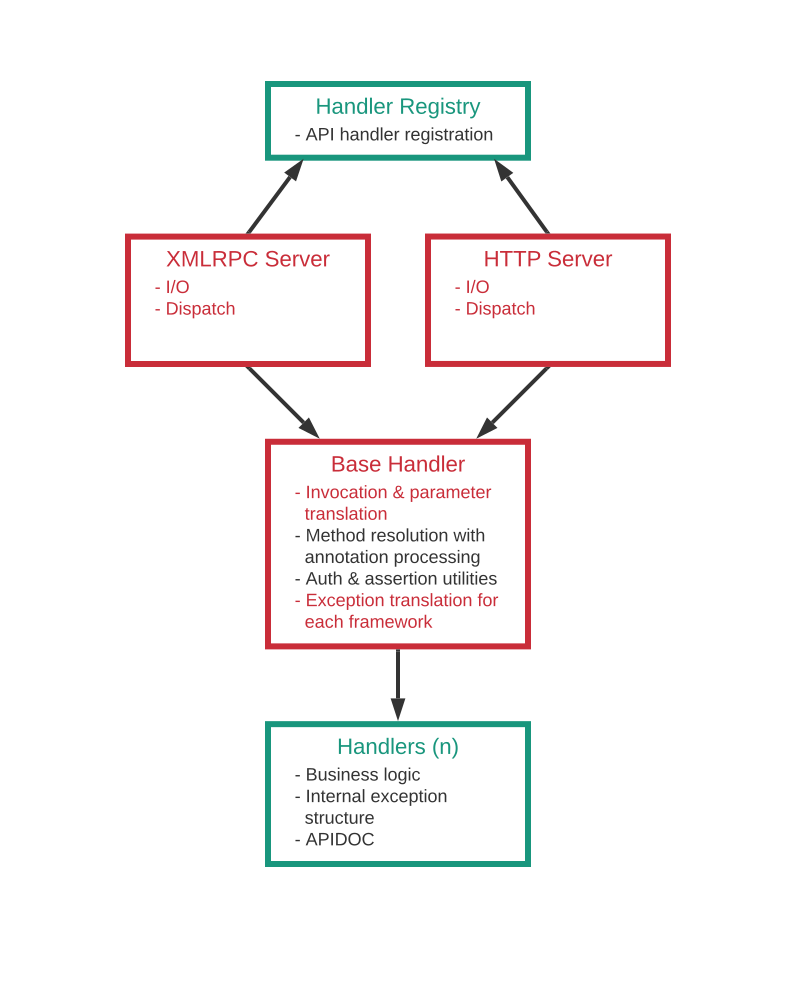 Handler Registry
- API handler registration
XMLRPC Server
- I/O
- Dispatch
HTTP Server
- I/O
- Dispatch
Base Handler
- Invocation & parameter
translation
- Method resolution with
annotation processing
- Auth & assertion utilities
- Exception translation for
each framework
Handlers (n)
- Business logic
- Internal exception
structure
- APIDOC